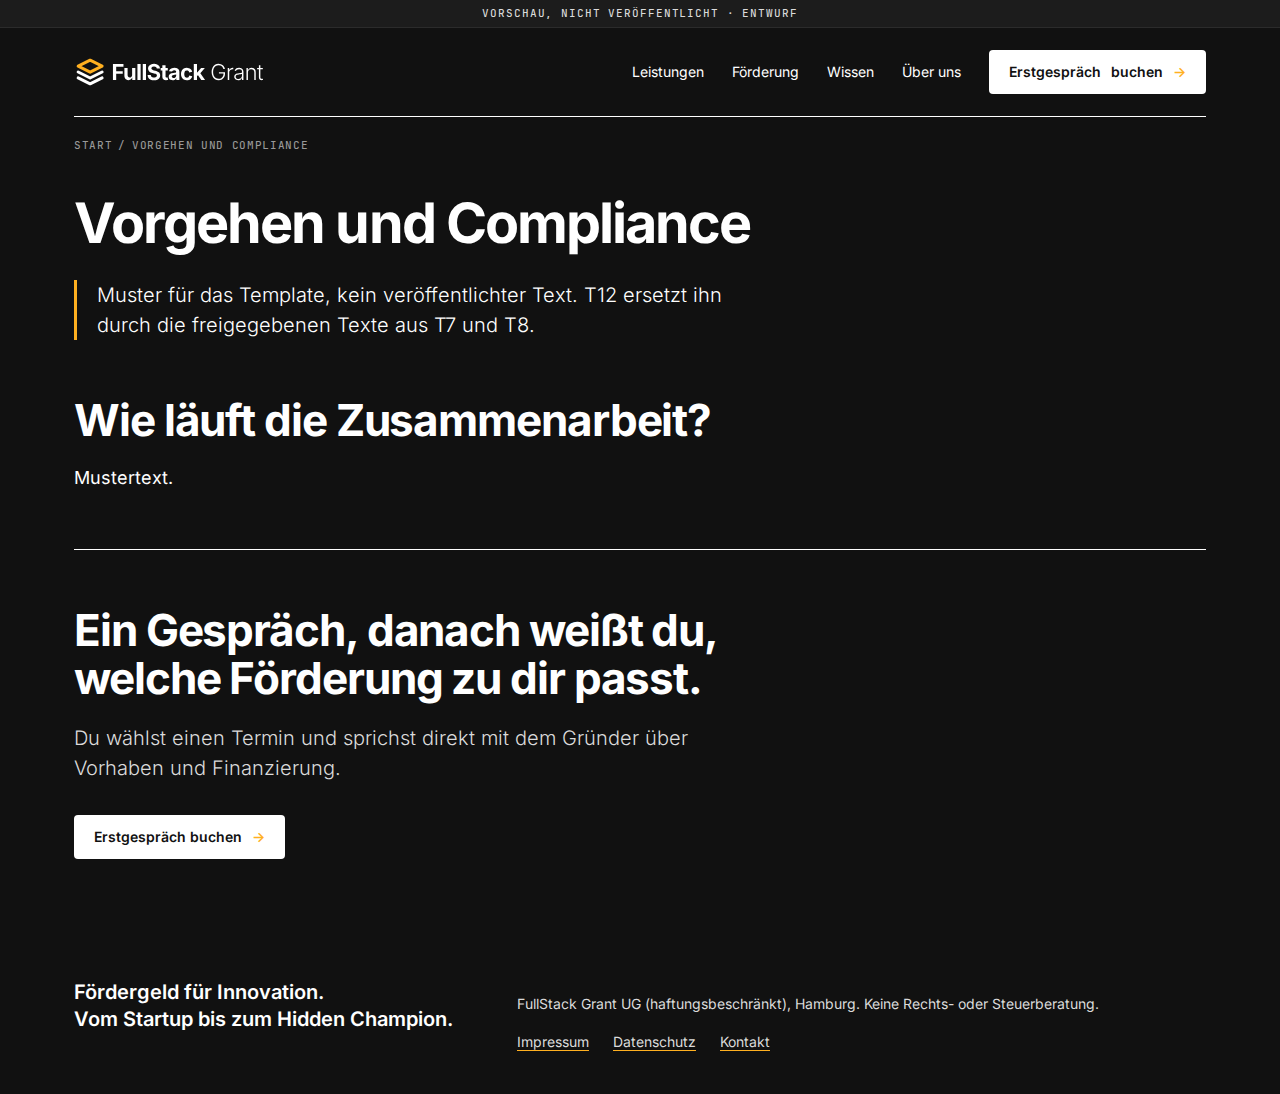 VORSCHAU, NICHT VERÖFFENTLICHT · ENTWURF
FullStack Grant
Leistungen Förderung Wissen Über uns Erstgespräch buchen →
START / VORGEHEN UND COMPLIANCE
Vorgehen und Compliance
Muster für das Template, kein veröffentlichter Text. T12 ersetzt ihn
durch die freigegebenen Texte aus T7 und T8.
Wie läuft die Zusammenarbeit?
Mustertext.
Ein Gespräch, danach weißt du,
welche Förderung zu dir passt.
Du wählst einen Termin und sprichst direkt mit dem Gründer über
Vorhaben und Finanzierung.
Erstgespräch buchen →
Fördergeld für Innovation.
Vom Startup bis zum Hidden Champion.
FullStack Grant UG (haftungsbeschränkt), Hamburg. Keine Rechts- oder Steuerberatung.
Impressum Datenschutz Kontakt